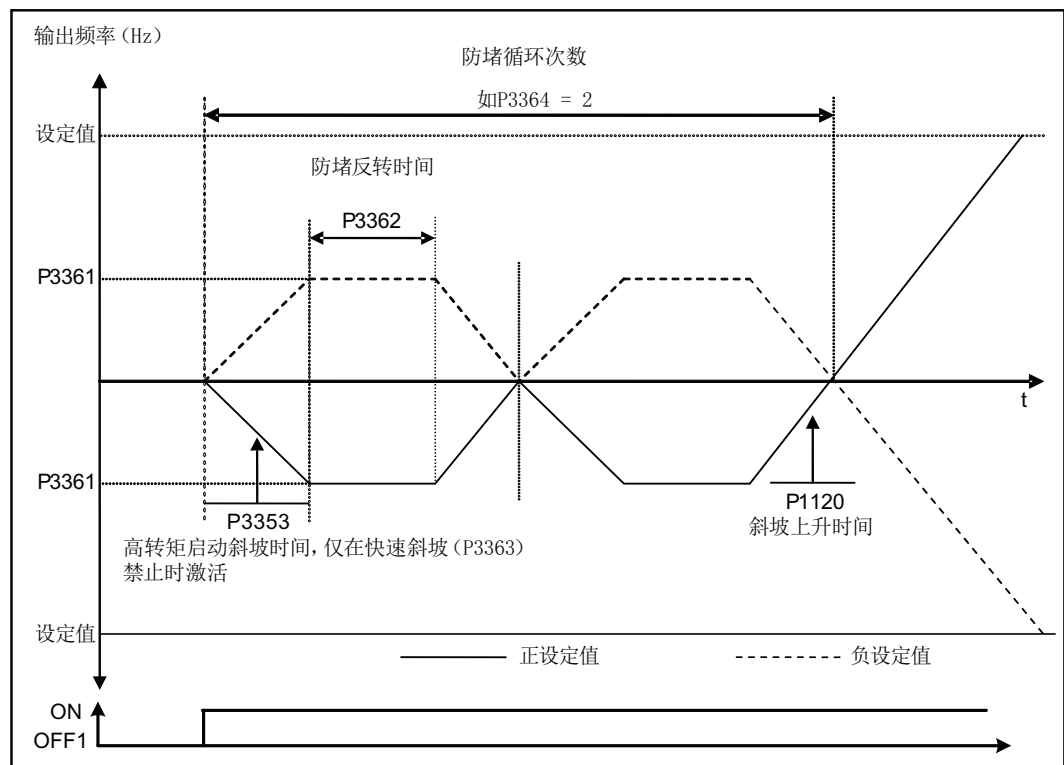 输出频率(Hz)
防堵循环次数
如P3364 = 2
设定值
防堵反转时间
P3362
P3361
t
P3361
P3353
高转矩启动斜坡时间,仅在快速斜坡(P3363)
禁止时激活
P1120
斜坡上升时间
设定值
正设定值
负设定值
ON
OFF1